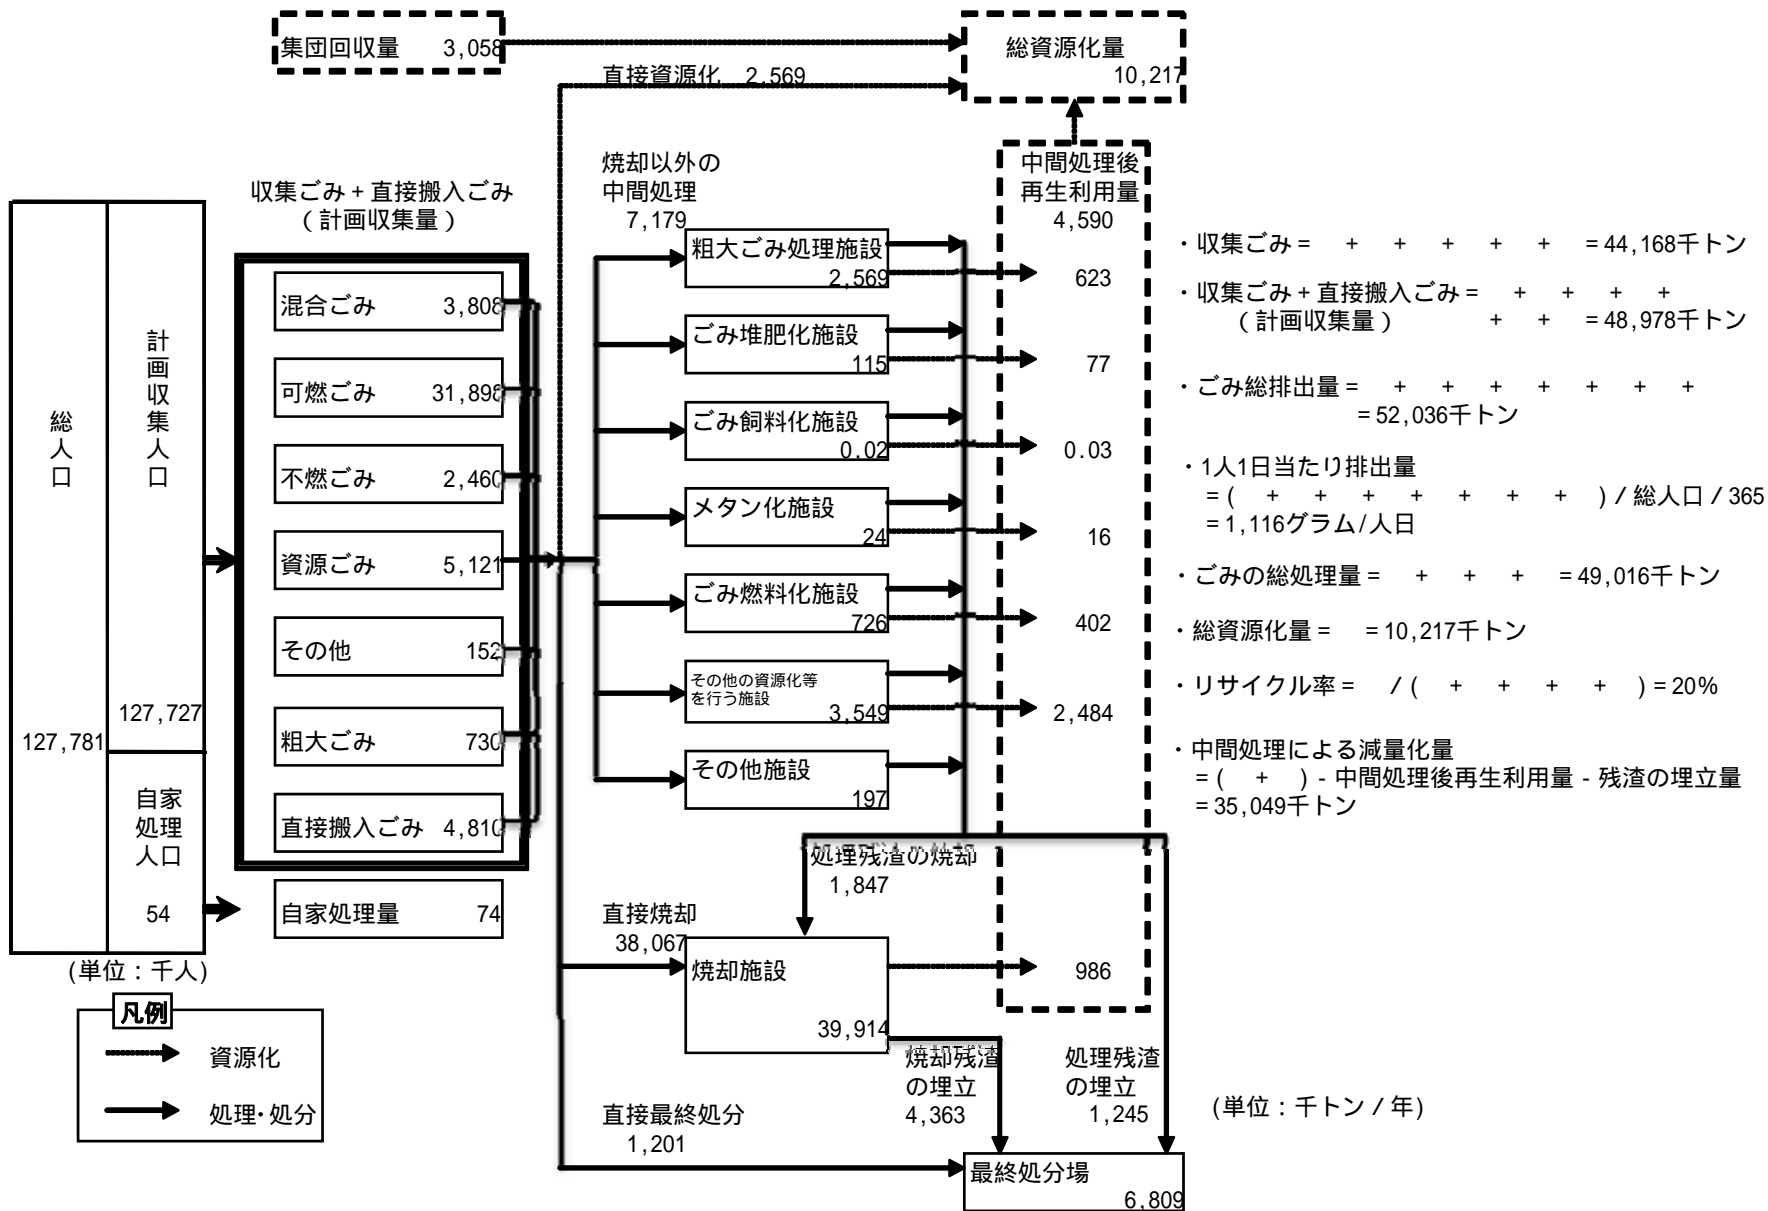 集団回収量 3,058
総資源化量
10,217
直接資源化 2,569
焼却以外の
中間処理
7,179
中間処理後
再生利用量
4,590
収集ごみ+直接搬入ごみ
(計画収集量)
総人口
127,781
計画収集人口
127,727
自家
処理
人口
54
(単位:千人)
混合ごみ 3,808
可燃ごみ 31,898
不燃ごみ 2,460
資源ごみ 5,121
その他 152
粗大ごみ 730
直接搬入ごみ 4,810
自家処理量 74
粗大ごみ処理施設
2,569
623
ごみ堆肥化施設
115
77
ごみ飼料化施設
0.02
0.03
メタン化施設
24
16
ごみ燃料化施設
726
402
その他の資源化等
を行う施設
3,549
2,484
その他施設
197
処理残渣の焼却
1,847
直接焼却
38,067
焼却施設
39,914
986
焼却残渣
の埋立
4,363
処理残渣
の埋立
1,245
直接最終処分
1,201
最終処分場
6,809
(単位:千トン/年)
凡例
資源化
処理・処分
・収集ごみ= + + + + + =44,168千トン
・収集ごみ+直接搬入ごみ= + + + +
(計画収集量) + + =48,978千トン
・ごみ総排出量= + + + + + + +
=52,036千トン
・1人1日当たり排出量
=( + + + + + + + )/総人口/365
=1,116グラム/人日
・ごみの総処理量= + + + =49,016千トン
・総資源化量= =10,217千トン
・リサイクル率= /( + + + + )=20%
・中間処理による減量化量
=( + )-中間処理後再生利用量-残渣の埋立量
=35,049千トン